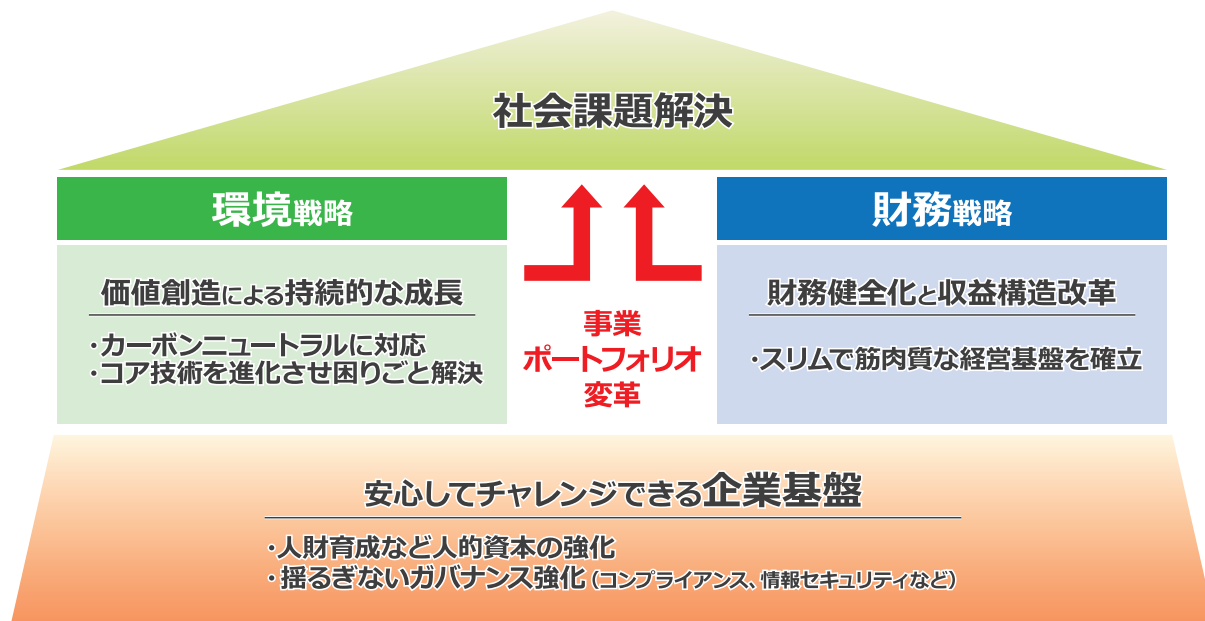 社会課題解決
環境戦略
価値創造による持続的な成長
・カーボンニュートラルに対応
・コア技術を進化させ困りごと解決
事業
ポートフォリオ
変革
財務戦略
財務健全化と収益構造改革
・スリムで筋肉質な経営基盤を確立
安心してチャレンジできる企業基盤
・人財育成など人的資本の強化
・揺るぎないガバナンス強化（コンプライアンス、情報セキュリティなど）